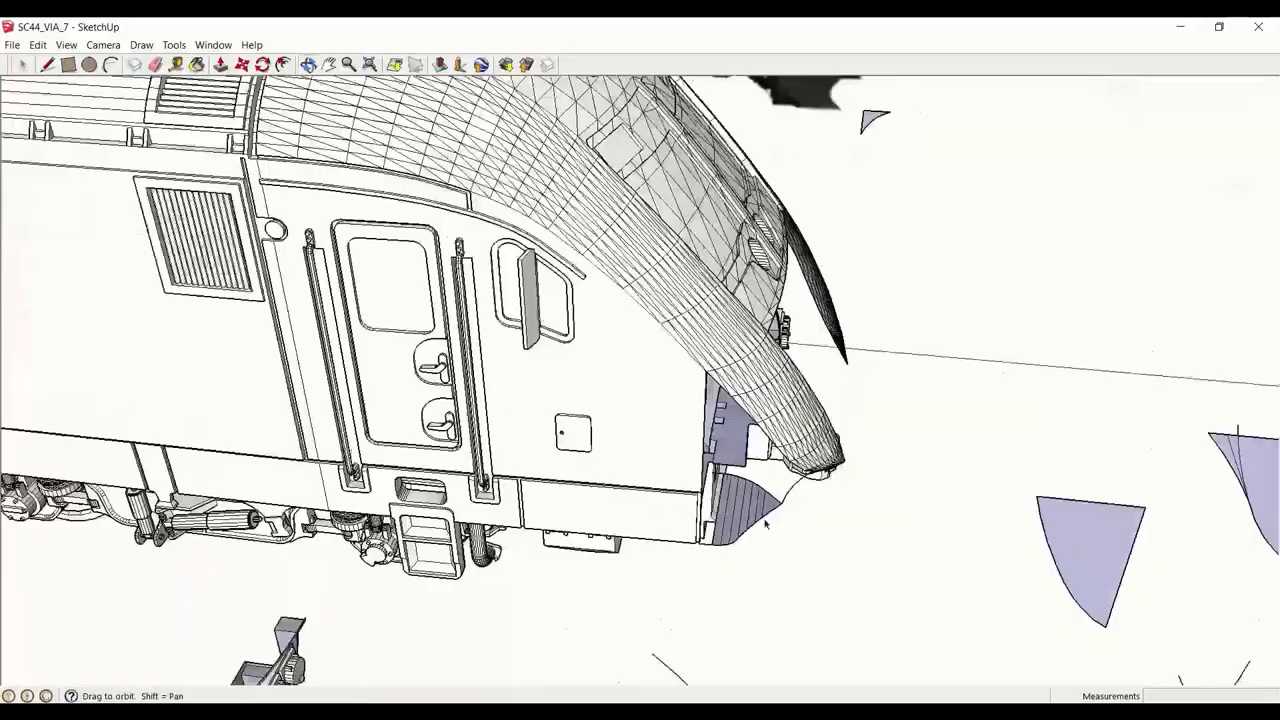 SC44_VIA_7 - SketchUp
File Edit View Camera Draw Tools Window Help
Drag to orbit. Shift = Pan
Measurements